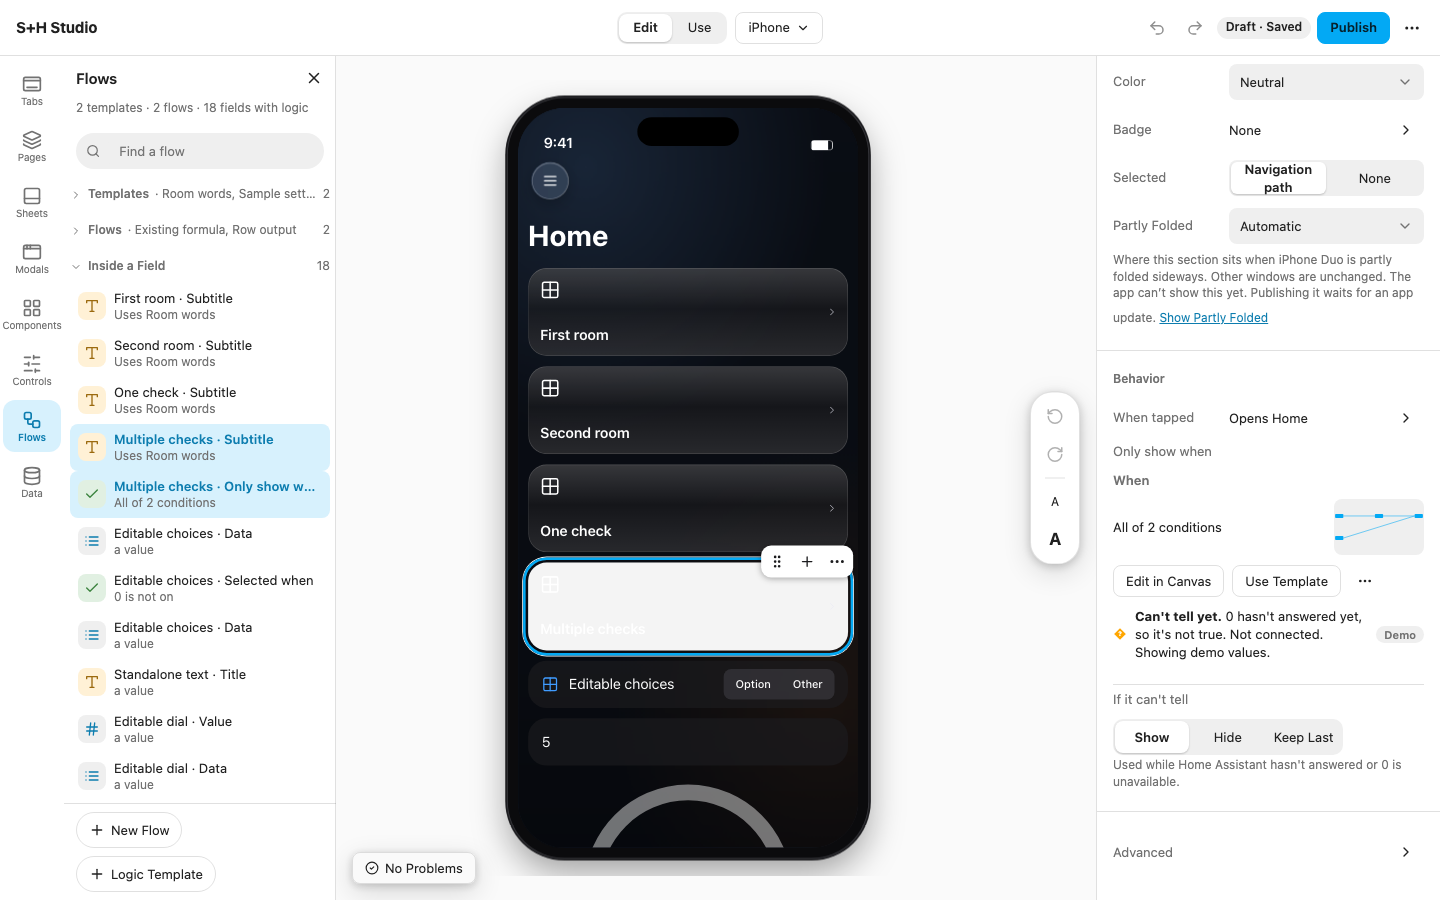 S+H Studio
Edit
Use
iPhone
Draft · Saved
Publish
Tabs
Pages
Sheets
Modals
Components
Controls
Flows
Data
Flows
2 templates · 2 flows · 18 fields with logic
Find a flow
Templates · Room words, Sample sett... 2
Flows · Existing formula, Row output 2
Inside a Field 18
First room · Subtitle
Uses Room words
Second room · Subtitle
Uses Room words
One check · Subtitle
Uses Room words
Multiple checks · Subtitle
Uses Room words
Multiple checks · Only show w...
All of 2 conditions
Editable choices · Data
a value
Editable choices · Selected when
0 is not on
Editable choices · Data
a value
Standalone text · Title
a value
Editable dial · Value
a value
Editable dial · Data
a value
New Flow
Logic Template
9:41
Home
First room
Second room
One check
Multiple checks
Editable choices
Option
Other
5
No Problems
A
A
Color
Neutral
Badge
None
Selected
Navigation
path
None
Partly Folded
Automatic
Where this section sits when iPhone Duo is partly
folded sideways. Other windows are unchanged. The
app can't show this yet. Publishing it waits for an app
update. Show Partly Folded
Behavior
When tapped
Opens Home
Only show when
When
All of 2 conditions
Edit in Canvas
Use Template
Can't tell yet. 0 hasn't answered yet,
so it's not true. Not connected.
Showing demo values.
Demo
If it can't tell
Show
Hide
Keep Last
Used while Home Assistant hasn't answered or 0 is
unavailable.
Advanced